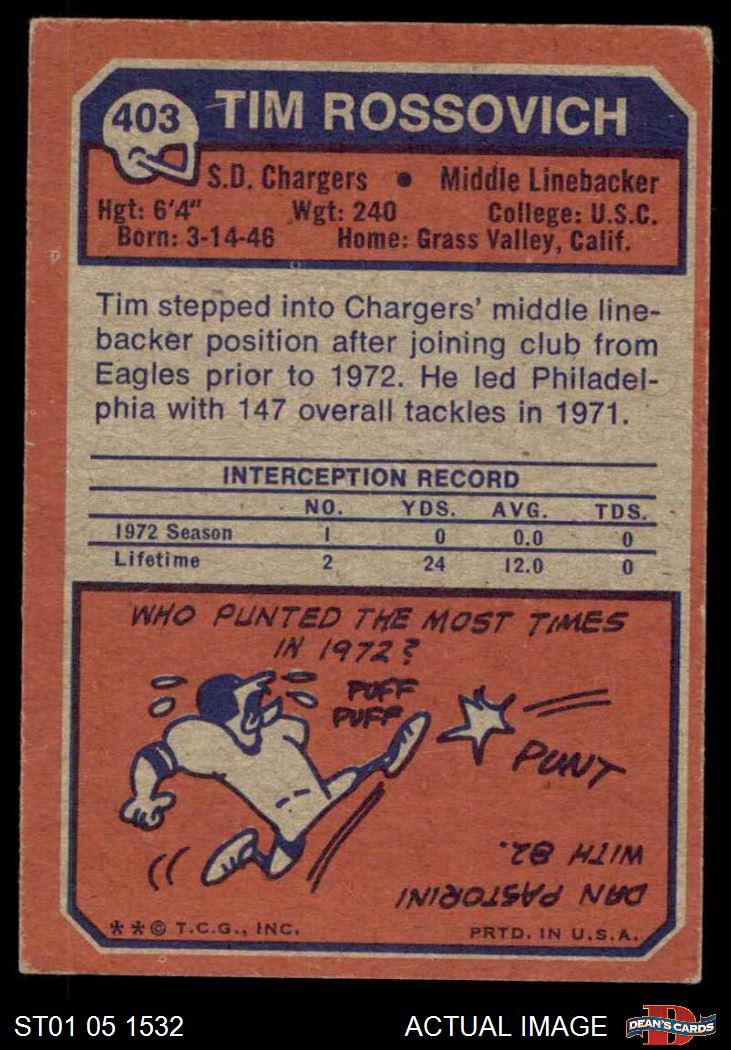 403
TIM ROSSOVICH
S.D. Chargers • Middle Linebacker
Hgt: 6'4" Wgt: 240 College: U.S.C.
Born: 3-14-46 Home: Grass Valley, Calif.
Tim stepped into Chargers' middle line-
backer position after joining club from
Eagles prior to 1972. He led Philadel-
phia with 147 overall tackles in 1971.
INTERCEPTION RECORD
NO. YDS. AVG. TDS.
1972 Season 1 0 0.0 0
Lifetime 2 24 12.0 0
WHO PUNTED THE MOST TIMES
IN 1972?
PUFF
PUFF
PUNT
DAN PASTORINI
WITH 82.
**© T.C.G., INC. PRTD. IN U.S.A.
ST01 05 1532 ACTUAL IMAGE DEAN'S CARDS